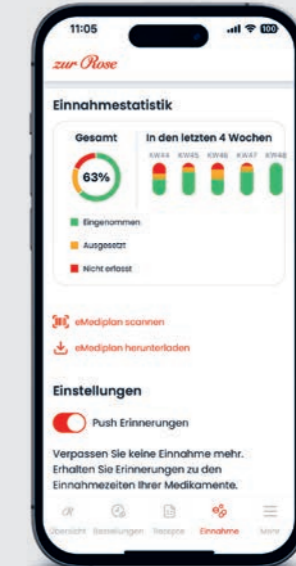 11:05
100
zur Rose
Einnahmestatistik
Gesamt
In den letzten 4 Wochen
KW44 KW45 KW46 KW47 KW48
63%
Eingenommen
Ausgesetzt
Nicht erfasst
eMediplan scannen
eMediplan herunterladen
Einstellungen
Push Erinnerungen
Verpassen Sie keine Einnahme mehr.
Erhalten Sie Erinnerungen zu den
Einnahmezeiten Ihrer Medikamente.
Übersicht Bestellungen Rezepte Einnahme Mehr